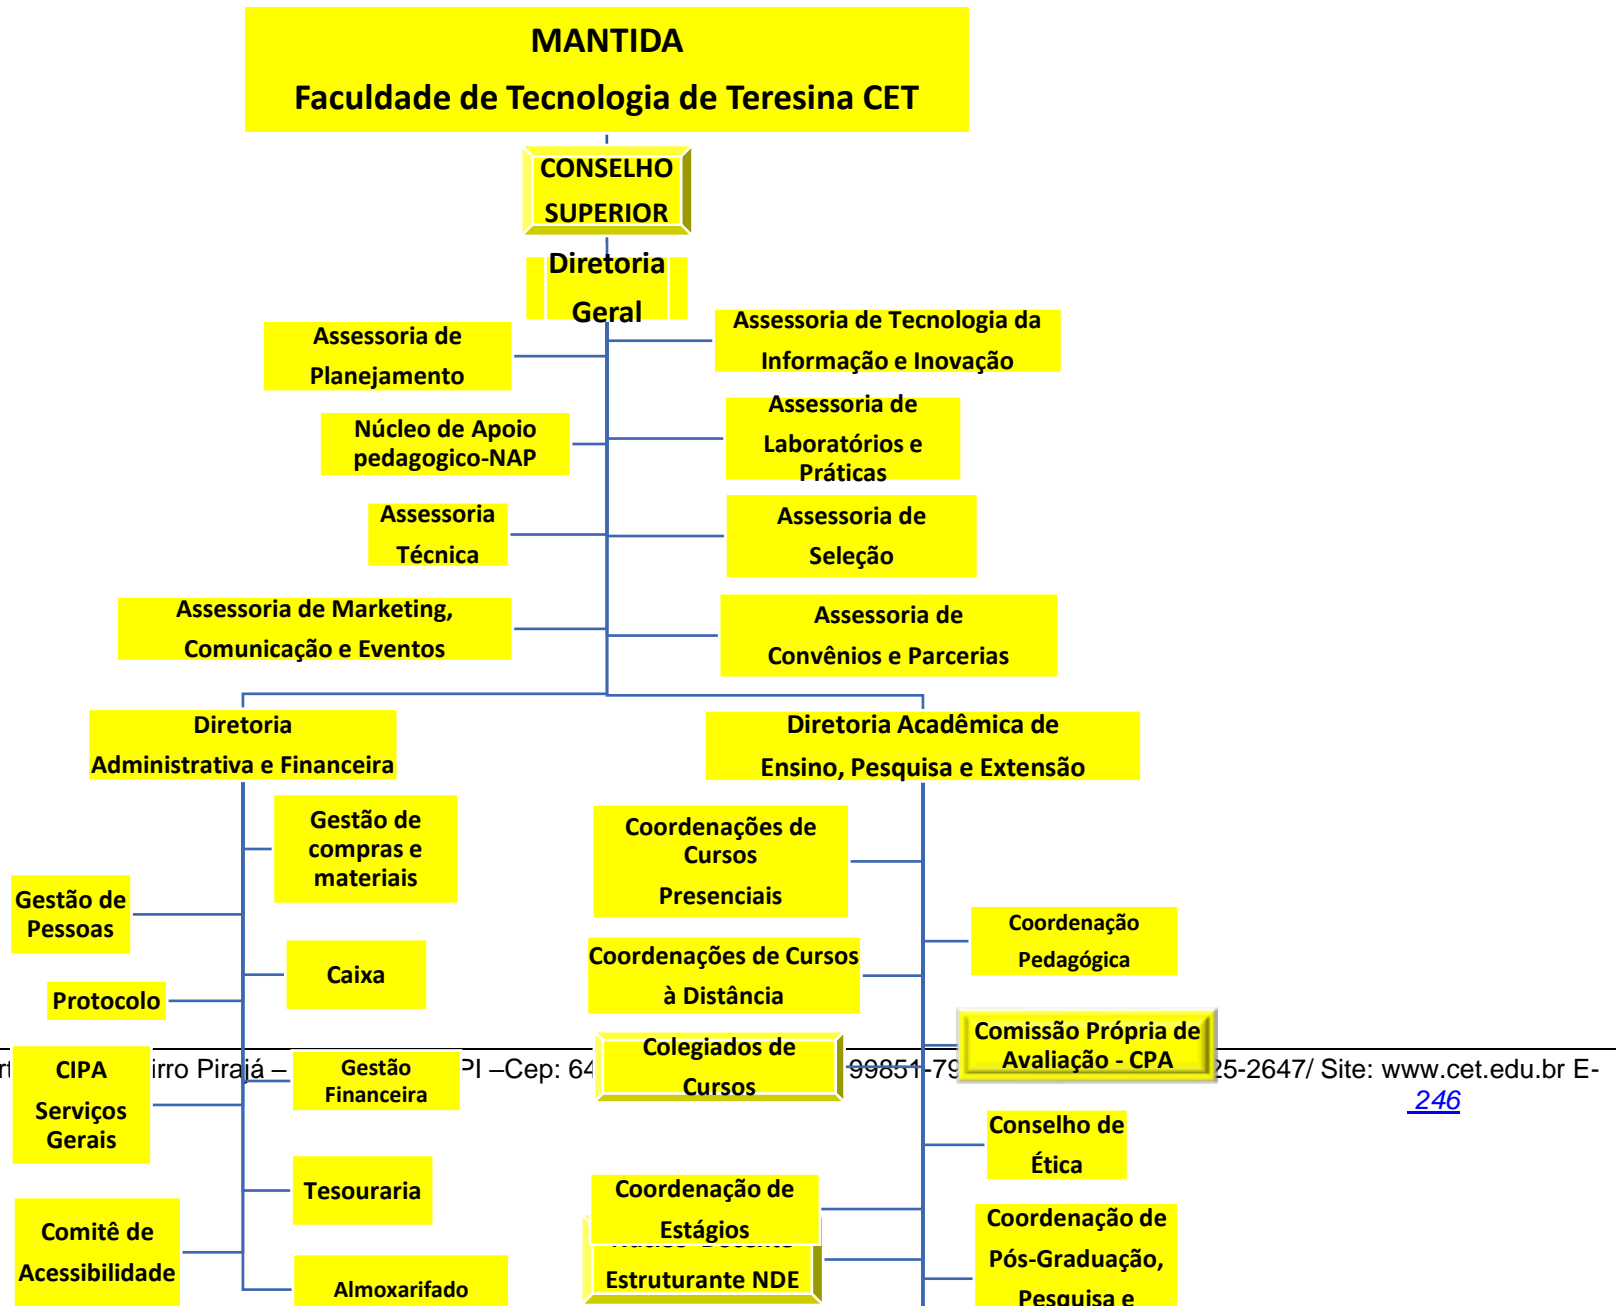 MANTIDA
Faculdade de Tecnologia de Teresina CET
CONSELHO
SUPERIOR
Diretoria
Geral
Assessoria de
Planejamento
Assessoria de Tecnologia da
Informação e Inovação
Núcleo de Apoio
pedagogico-NAP
Assessoria de
Laboratórios e
Práticas
Assessoria
Técnica
Assessoria de
Seleção
Assessoria de Marketing,
Comunicação e Eventos
Assessoria de
Convênios e Parcerias
Diretoria
Administrativa e Financeira
Diretoria Acadêmica de
Ensino, Pesquisa e Extensão
Gestão de
compras e
materiais
Gestão de
Pessoas
Caixa
Protocolo
Gestão
Financeira
CIPA
Serviços
Gerais
Tesouraria
Comitê de
Acessibilidade
Almoxarifado
Coordenações de
Cursos
Presenciais
Coordenação
Pedagógica
Coordenações de Cursos
à Distância
Comissão Própria de
Avaliação - CPA
Colegiados de
Cursos
Conselho de
Ética
Coordenação de
Estágios
Estruturante NDE
Coordenação de
Pós-Graduação,
Pesquisa e
Pirajá – PI –Cep: 64 99851-79 25-2647/ Site: www.cet.edu.br E-
246